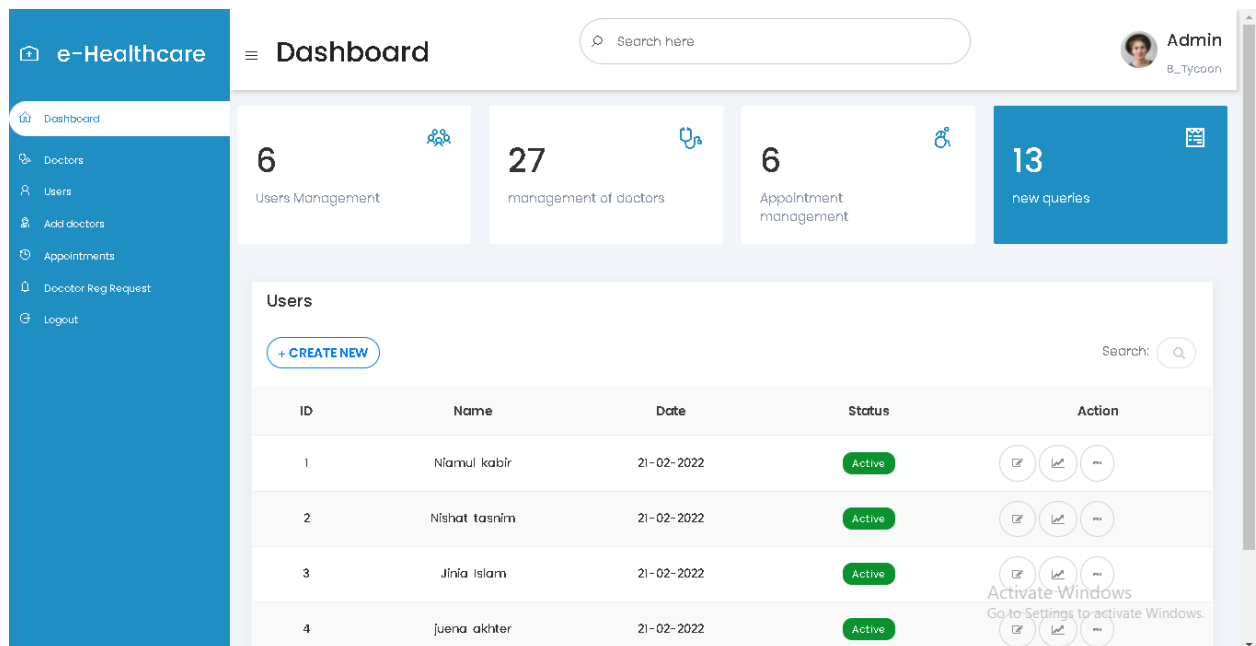 e-Healthcare
Dashboard
Search here
Admin
B_Tycoon
Dashboard
Doctors
Users
Add doctors
Appointments
Docotor Reg Request
Logout
6
Users Management
27
management of doctors
6
Appointment
management
13
new queries
Users
+ CREATE NEW
Search:
ID Name Date Status Action
1 Niamul kabir 21-02-2022 Active
2 Nishat tasnim 21-02-2022 Active
3 Jinia Islam 21-02-2022 Active
4 juena akhter 21-02-2022 Active
Activate Windows
Go to Settings to activate Windows.